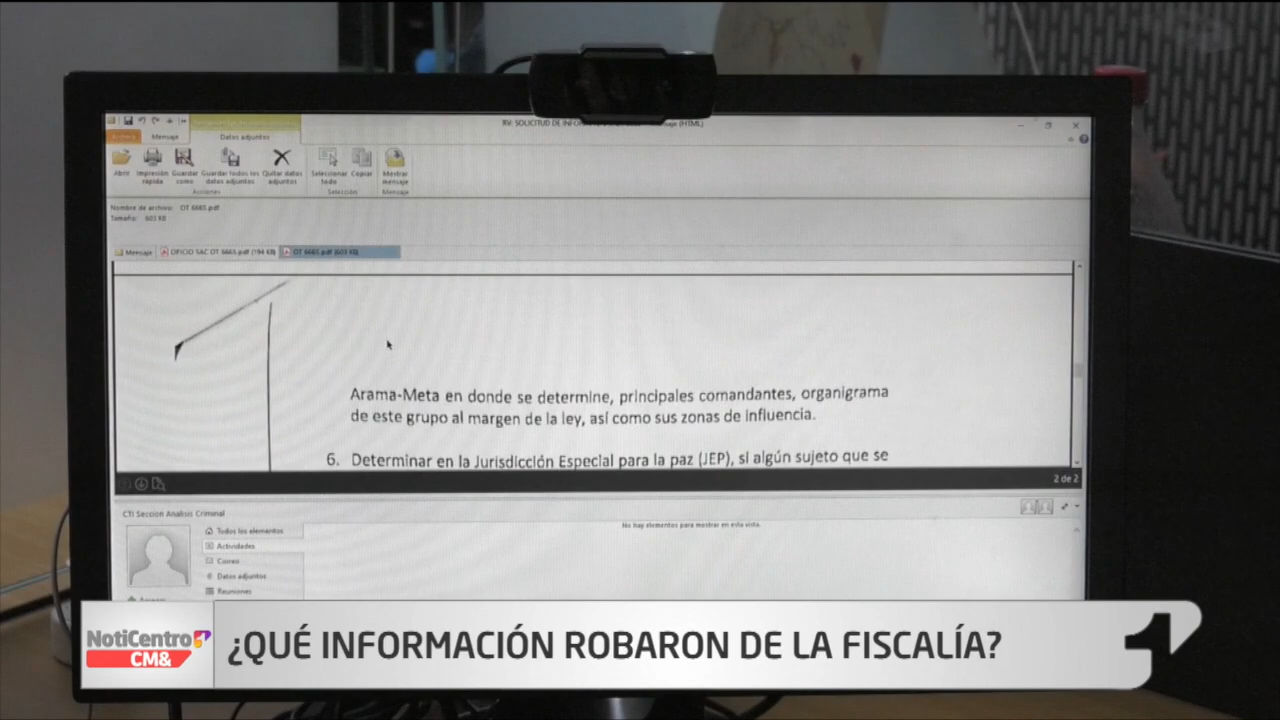 RV: SOLICITUD DE INFOR
(HTML)
Archivo Mensaje Datos adjuntos
Abrir Impresión rápida Guardar como Guardar todos los datos adjuntos Quitar datos adjuntos Seleccionar todo Copiar Mostrar mensaje
Acciones Selección Mensaje
Nombre de archivo: OT 6665.pdf
Tamaño: 603 KB
Mensaje OFICIO SAC OT 6665.pdf (194 KB) OT 6665.pdf (603 KB)
Arama-Meta en donde se determine, principales comandantes, organigrama
de este grupo al margen de la ley, así como sus zonas de influencia.
6. Determinar en la Jurisdicción Especial para la paz (JEP), si algún sujeto que se
2 de 2
CTI Seccion Analisis Criminal
Todos los elementos
No hay elementos para mostrar en esta vista.
Actividades
Correo
Datos adjuntos
Reuniones
NotiCentro 1
CM&
¿QUÉ INFORMACIÓN ROBARON DE LA FISCALÍA?
1